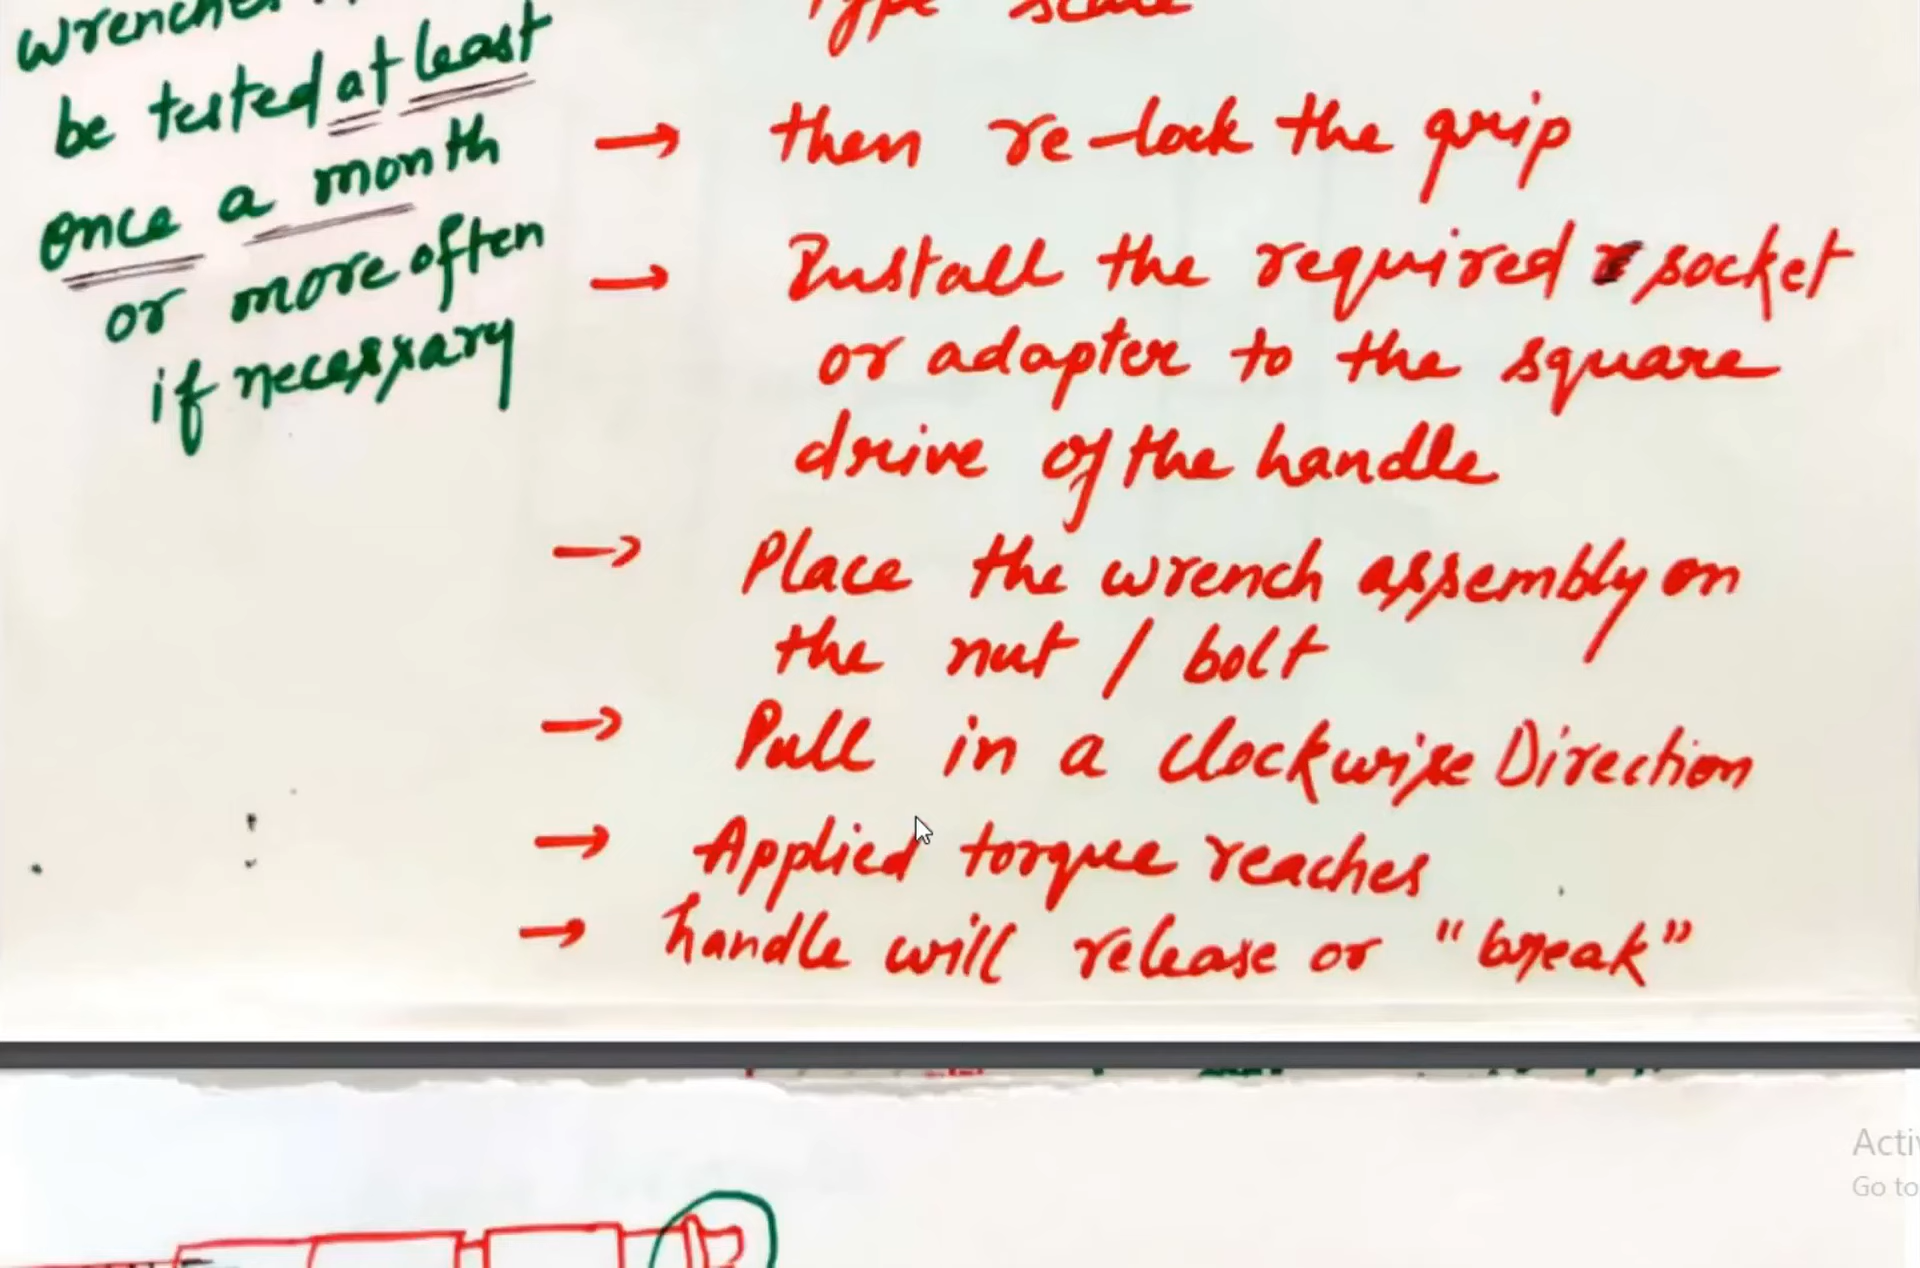 be tested at least
once a month
or more often
if necessary
→ then re-lock the grip
→ Install the required socket
or adapter to the square
drive of the handle
→ Place the wrench assembly on
the nut / bolt
→ Pull in a clockwise Direction
→ Applied torque reaches
→ handle will release or "break"
Go to